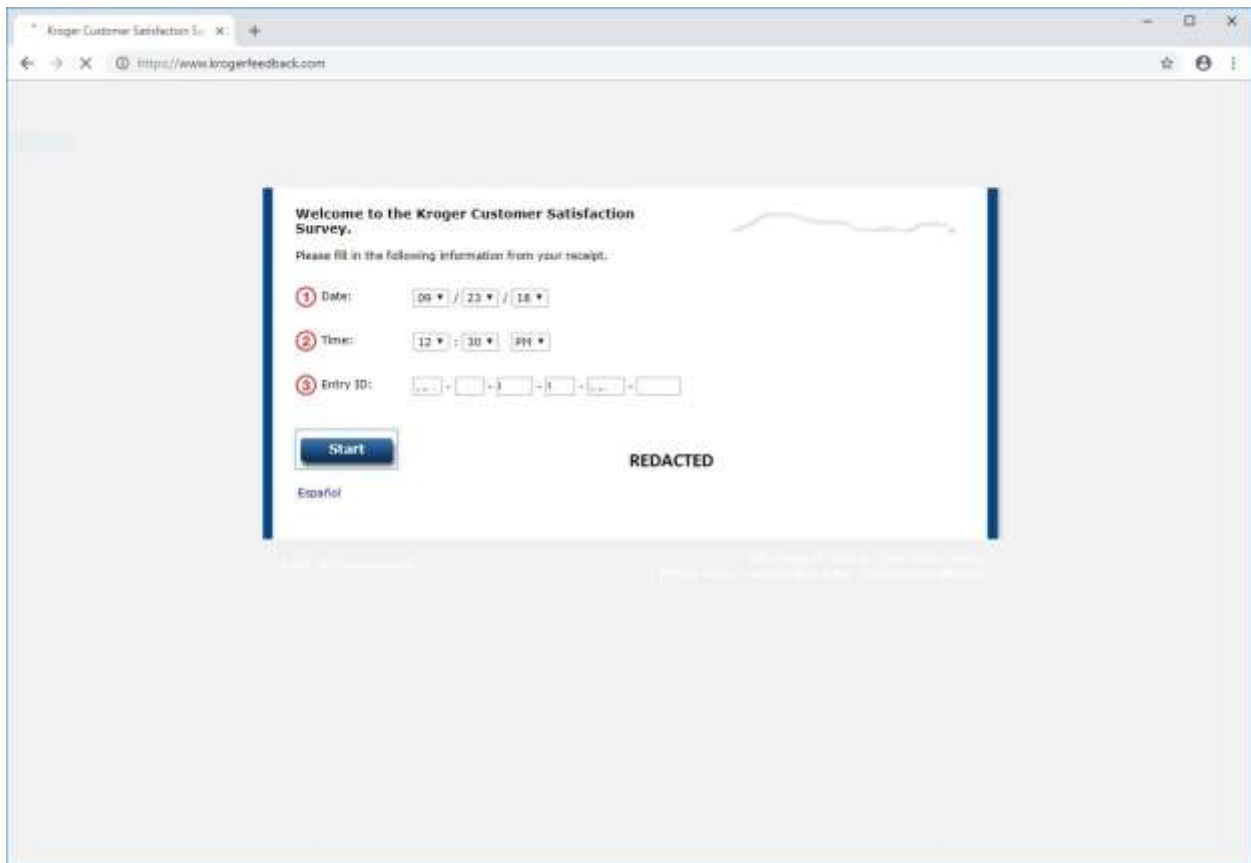 Kroger Customer Satisfaction S
https://www.krogerfeedback.com
Welcome to the Kroger Customer Satisfaction
Survey.
Please fill in the following information from your receipt.
1 Date: 09 / 23 / 18
2 Time: 12 : 30 PM
3 Entry ID:
Start
REDACTED
Español